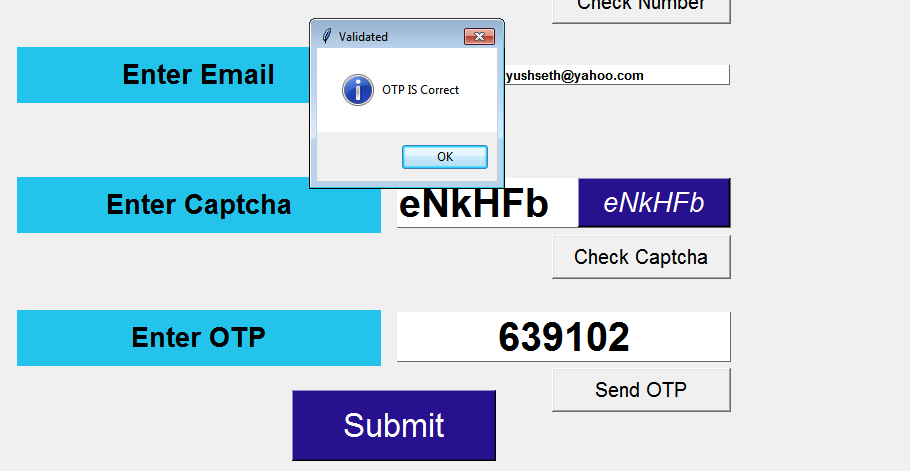 Check Number
Validated
Enter Email
yushseth@yahoo.com
OTP IS Correct
OK
Enter Captcha
eNkHFb
eNkHFb
Check Captcha
Enter OTP
639102
Send OTP
Submit